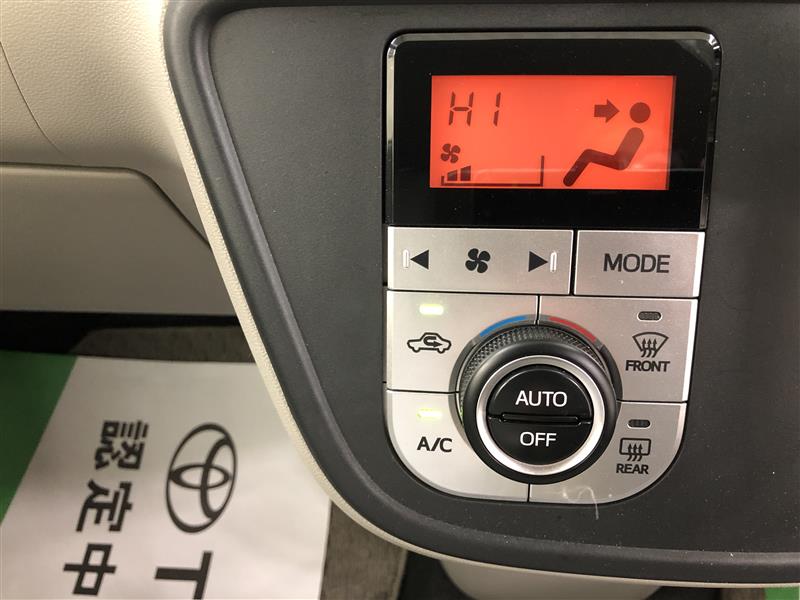 HI
MODE
FRONT
AUTO
OFF
A/C
REAR
T
認定中